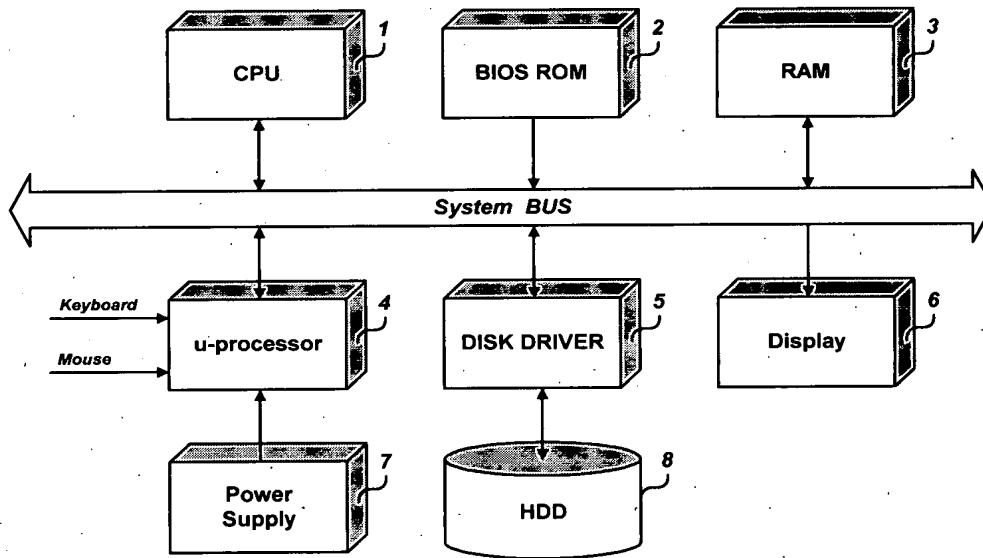 1
CPU
2
BIOS ROM
3
RAM
System BUS
Keyboard
Mouse
4
u-processor
5
DISK DRIVER
6
Display
7
Power
Supply
8
HDD